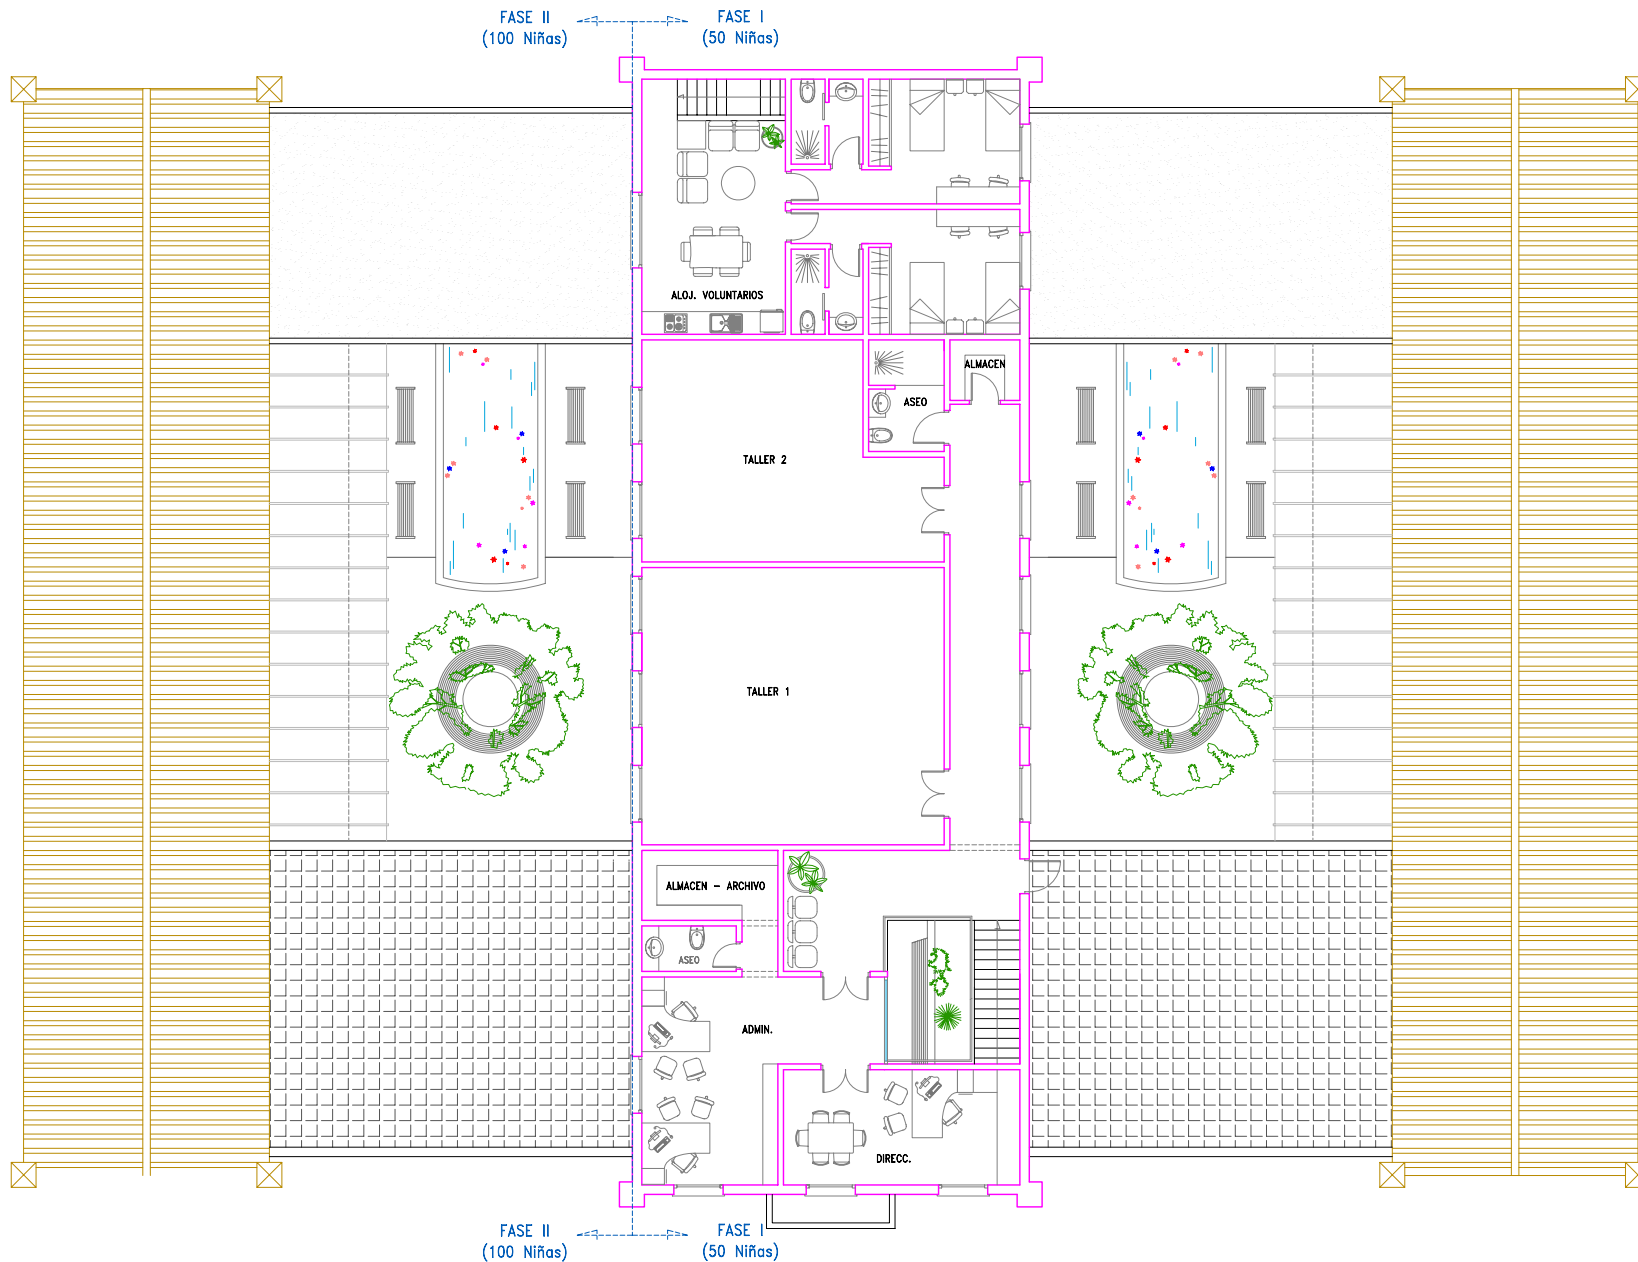 FASE II
(100 Niñas)
FASE I
(50 Niñas)
ALOJ. VOLUNTARIOS
ALMACEN
ASEO
TALLER 2
TALLER 1
ALMACEN - ARCHIVO
ASEO
ADMIN.
DIRECC.
FASE II
(100 Niñas)
FASE I
(50 Niñas)